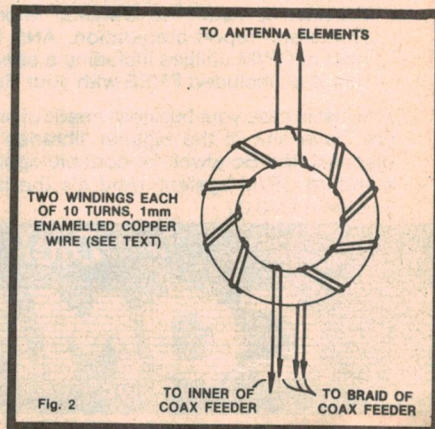 TO ANTENNA ELEMENTS
TWO WINDINGS EACH
OF 10 TURNS, 1mm
ENAMELLED COPPER
WIRE (SEE TEXT)
TO INNER OF
COAX FEEDER
TO BRAID OF
COAX FEEDER
Fig. 2